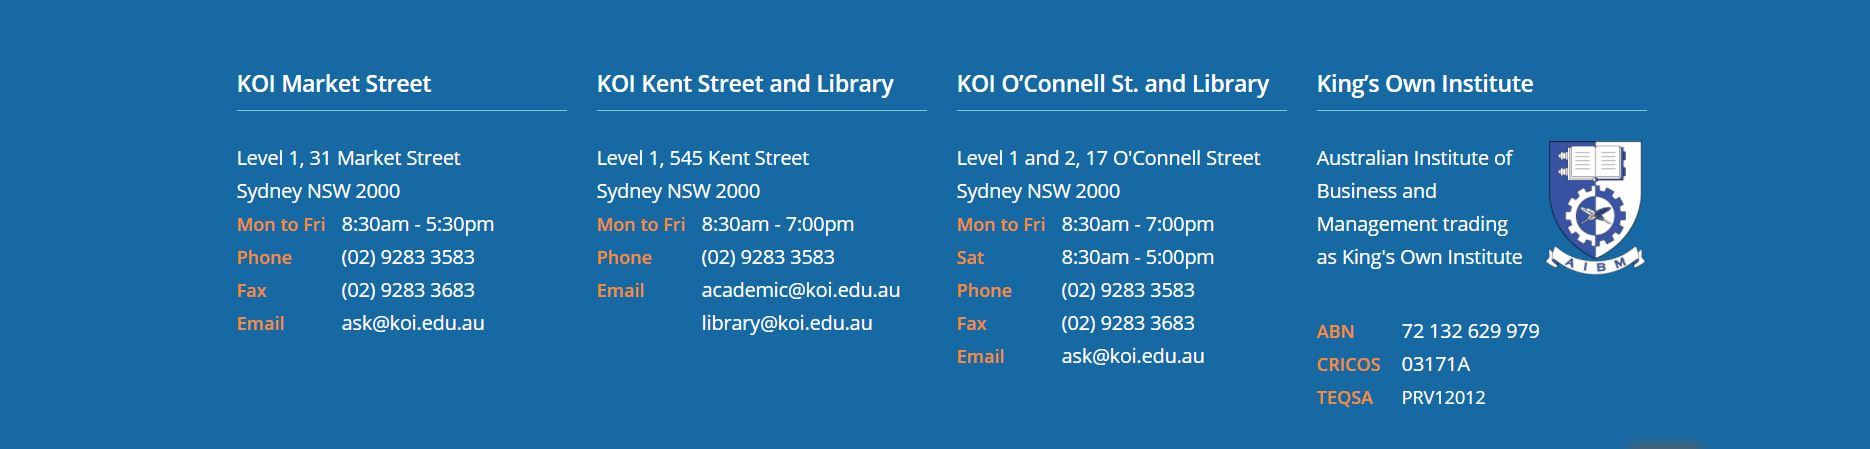 KOI Market Street
Level 1, 31 Market Street
Sydney NSW 2000
Mon to Fri 8:30am - 5:30pm
Phone (02) 9283 3583
Fax (02) 9283 3683
Email ask@koi.edu.au
KOI Kent Street and Library
Level 1, 545 Kent Street
Sydney NSW 2000
Mon to Fri 8:30am - 7:00pm
Phone (02) 9283 3583
Email academic@koi.edu.au
library@koi.edu.au
KOI O’Connell St. and Library
Level 1 and 2, 17 O'Connell Street
Sydney NSW 2000
Mon to Fri 8:30am - 7:00pm
Sat 8:30am - 5:00pm
Phone (02) 9283 3583
Fax (02) 9283 3683
Email ask@koi.edu.au
King’s Own Institute
Australian Institute of
Business and
Management trading
as King's Own Institute
AIBM
ABN 72 132 629 979
CRICOS 03171A
TEQSA PRV12012